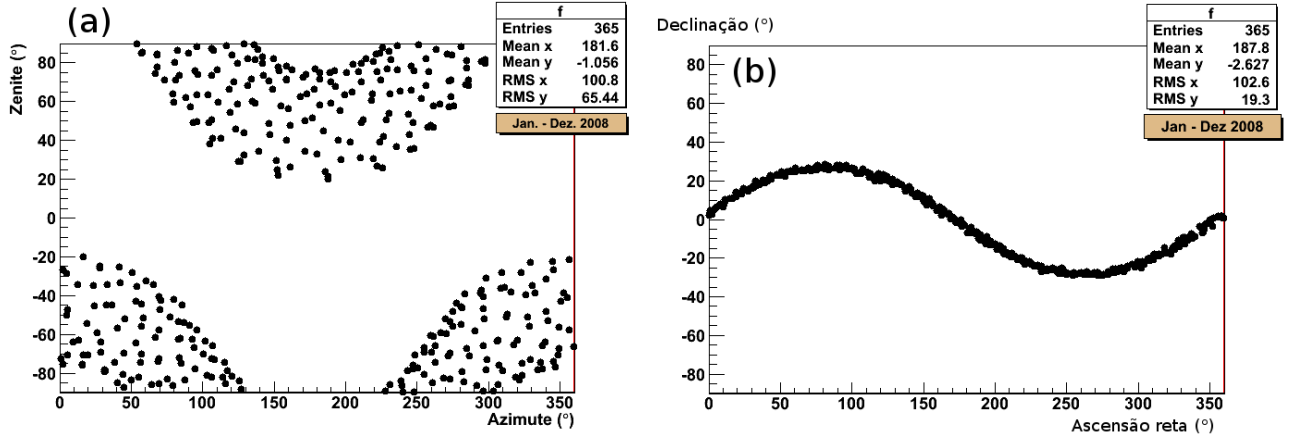 (a)
f
Entries 365
Mean x 181.6
Mean y -1.056
RMS x 100.8
RMS y 65.44
Jan. - Dez. 2008
Zenite (°)
80
60
40
20
0
-20
-40
-60
-80
0 50 100 150 200 250 300 350
Azimute (°)
Declinação (°)
(b)
f
Entries 365
Mean x 187.8
Mean y -2.627
RMS x 102.6
RMS y 19.3
Jan - Dez 2008
80
60
40
20
0
-20
-40
-60
-80
0 50 100 150 200 250 300 350
Ascensão reta (°)